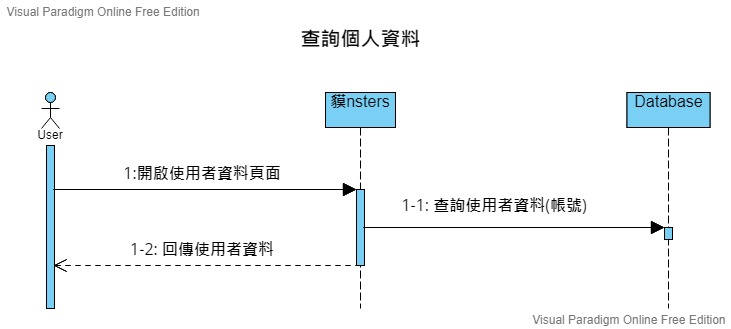 Visual Paradigm Online Free Edition
查詢個人資料
貘nsters
Database
User
1:開啟使用者資料頁面
1-1: 查詢使用者資料(帳號)
1-2: 回傳使用者資料
Visual Paradigm Online Free Edition